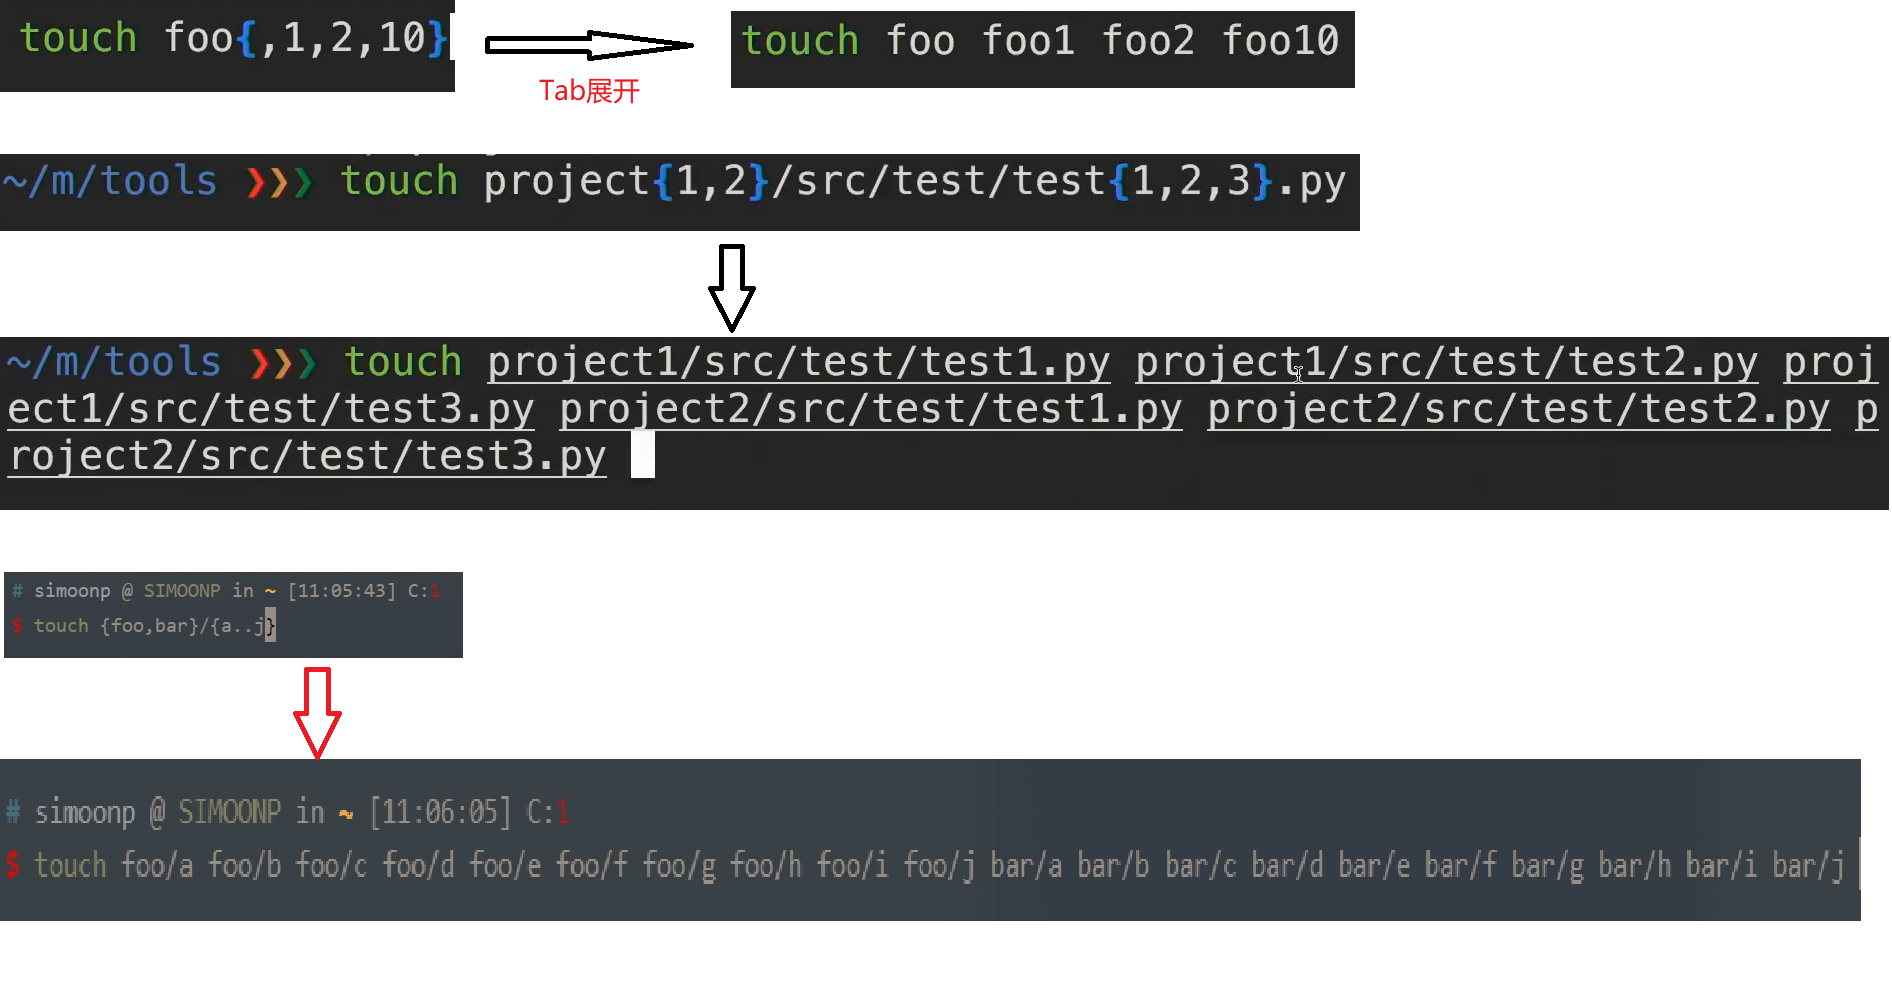 touch foo{,1,2,10}
touch foo foo1 foo2 foo10
Tab展开
~/m/tools ❯❯❯ touch project{1,2}/src/test/test{1,2,3}.py
~/m/tools ❯❯❯ touch project1/src/test/test1.py project1/src/test/test2.py proj
ect1/src/test/test3.py project2/src/test/test1.py project2/src/test/test2.py p
roject2/src/test/test3.py
# simoonp @ SIMOONP in ~ [11:05:43] C:1
$ touch {foo,bar}/{a..j}
# simoonp @ SIMOONP in ~ [11:06:05] C:1
$ touch foo/a foo/b foo/c foo/d foo/e foo/f foo/g foo/h foo/i foo/j bar/a bar/b bar/c bar/d bar/e bar/f bar/g bar/h bar/i bar/j